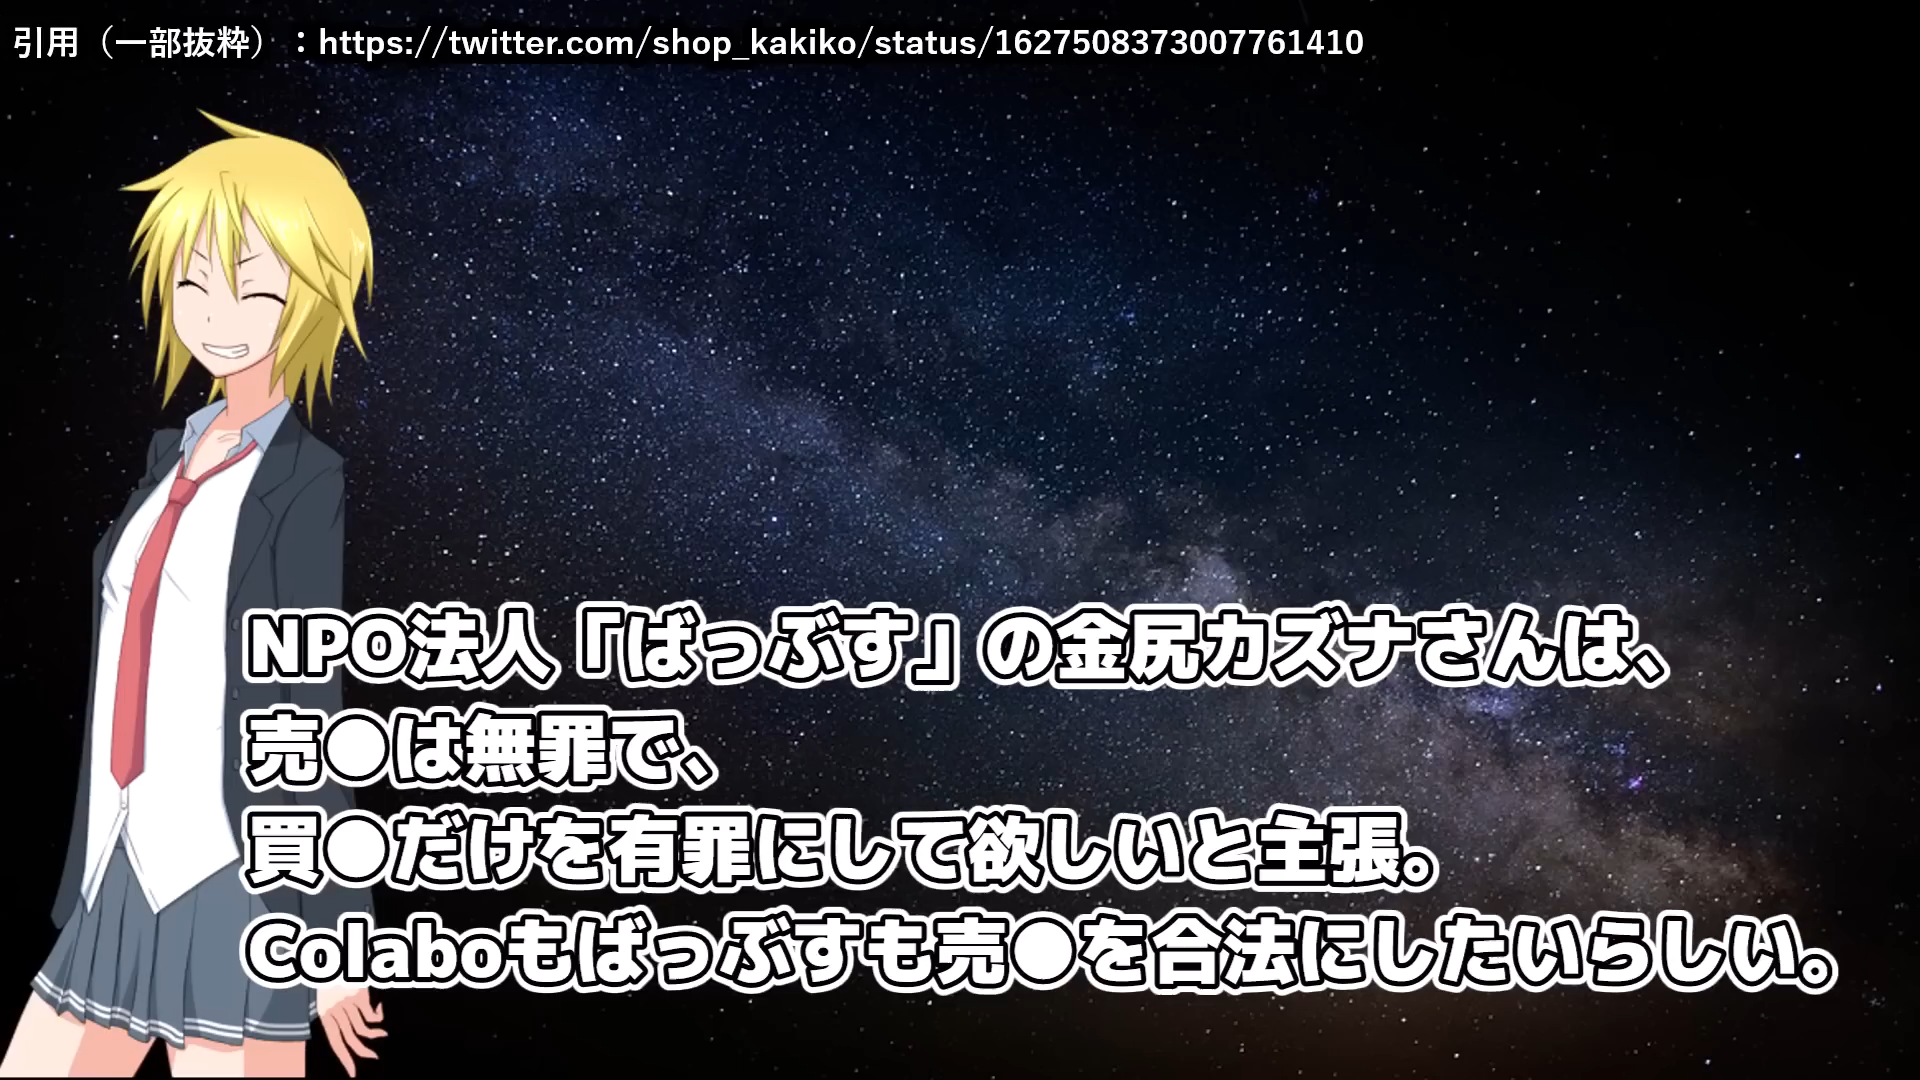 引用（一部抜粋）：https://twitter.com/shop_kakiko/status/1627508373007761410
NPO法人「ばっぷす」の金尻カズナさんは、
売●は無罪で、
買●だけを有罪にして欲しいと主張。
Colaboもばっぷすも売●を合法にしたいらしい。